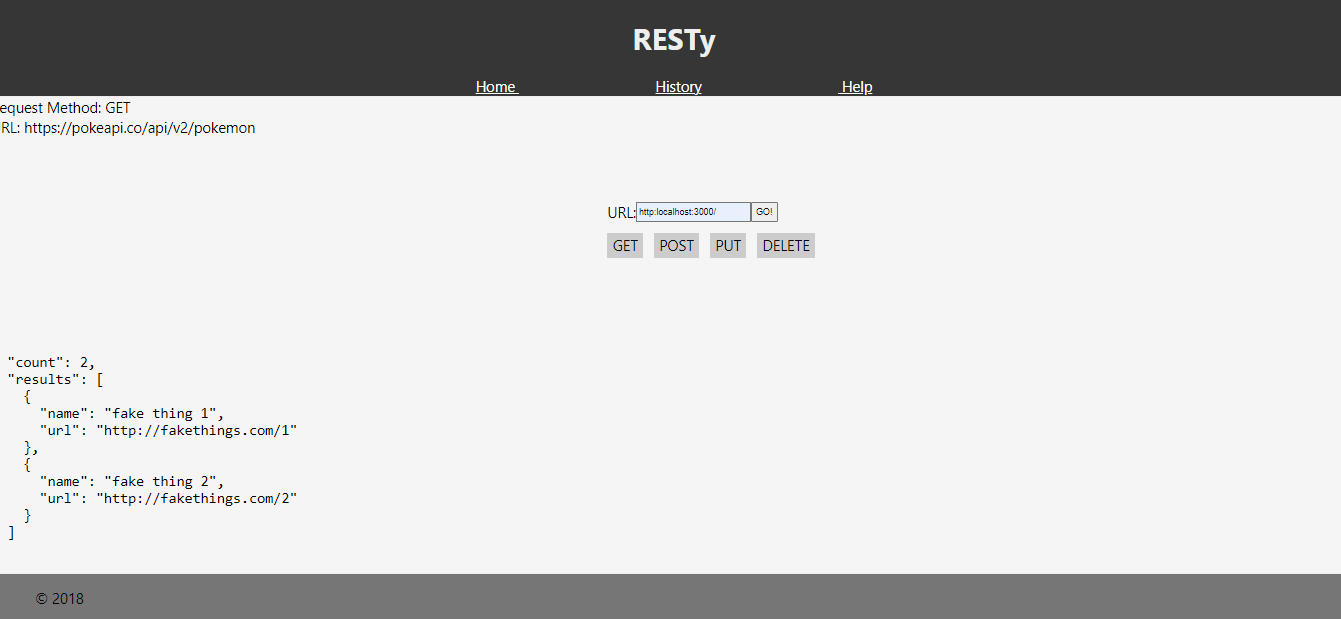 RESTy
Home History Help
equest Method: GET
RL: https://pokeapi.co/api/v2/pokemon
URL: http:localhost:3000/ GO!
GET POST PUT DELETE
"count": 2,
"results": [
{
"name": "fake thing 1",
"url": "http://fakethings.com/1"
},
{
"name": "fake thing 2",
"url": "http://fakethings.com/2"
}
]
© 2018